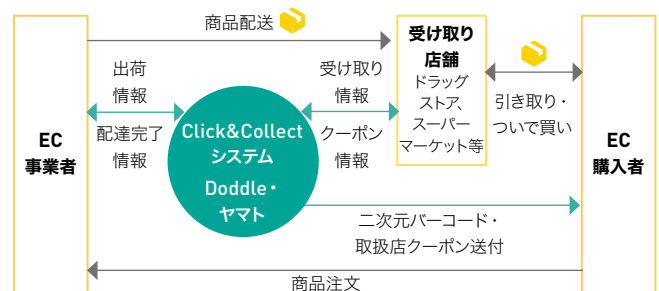 商品配送
受け取り
店舗
ドラッグ
ストア、
スーパー
マーケット等
出荷
情報
配達完了
情報
受け取り
情報
クーポン
情報
引き取り・
ついで買い
EC
事業者
Click&Collect
システム
Doddle・
ヤマト
EC
購入者
二次元バーコード・
取扱店クーポン送付
商品注文